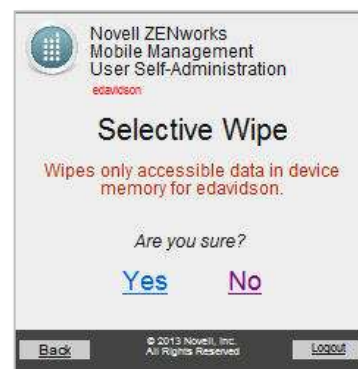 Novell ZENworks
Mobile Management
User Self-Administration
edavidson
Selective Wipe
Wipes only accessible data in device
memory for edavidson.
Are you sure?
Yes No
Back
© 2013 Novell, Inc.
All Rights Reserved
Logout